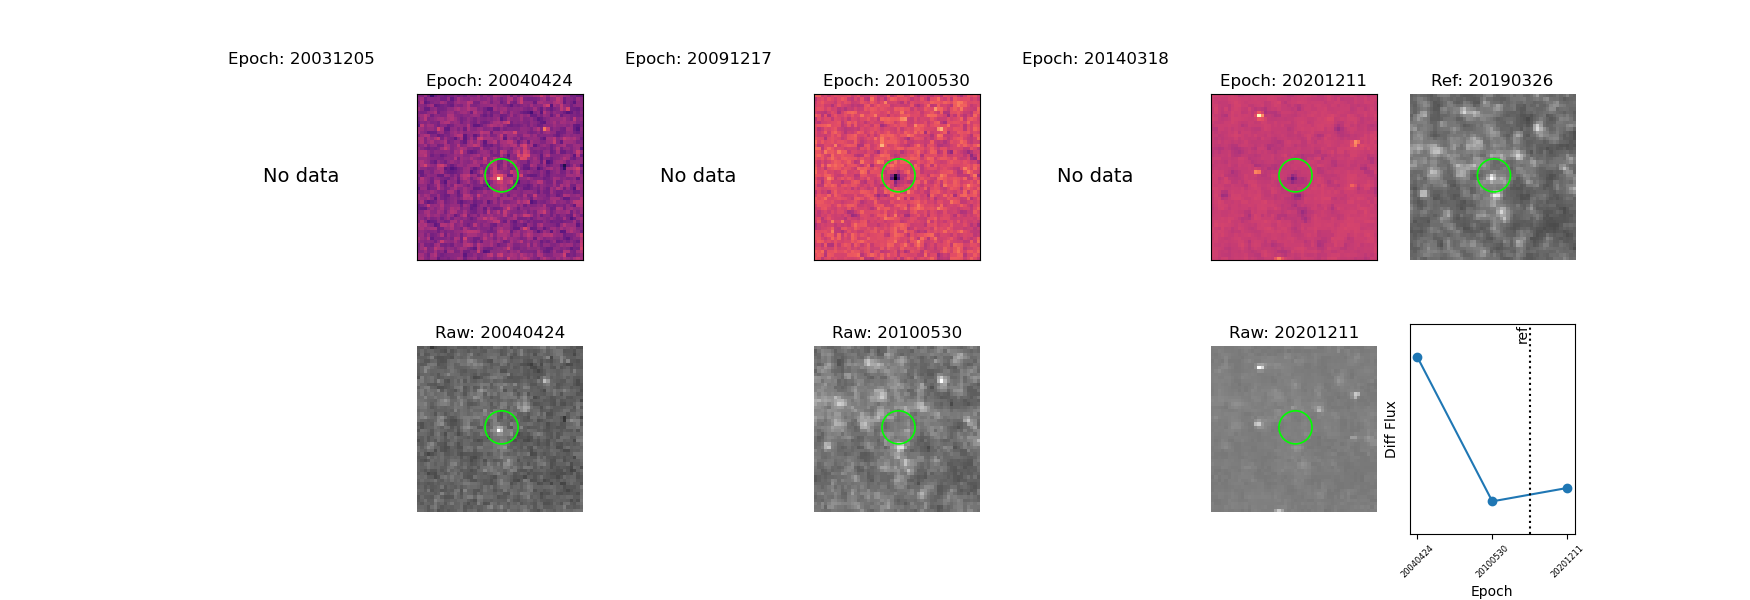 Epoch: 20031205
Epoch: 20040424
Epoch: 20091217
Epoch: 20100530
Epoch: 20140318
Epoch: 20201211
Ref: 20190326
No data
No data
No data
Raw: 20040424
Raw: 20100530
Raw: 20201211
ref
Diff Flux
20040424
20100530
20201211
Epoch